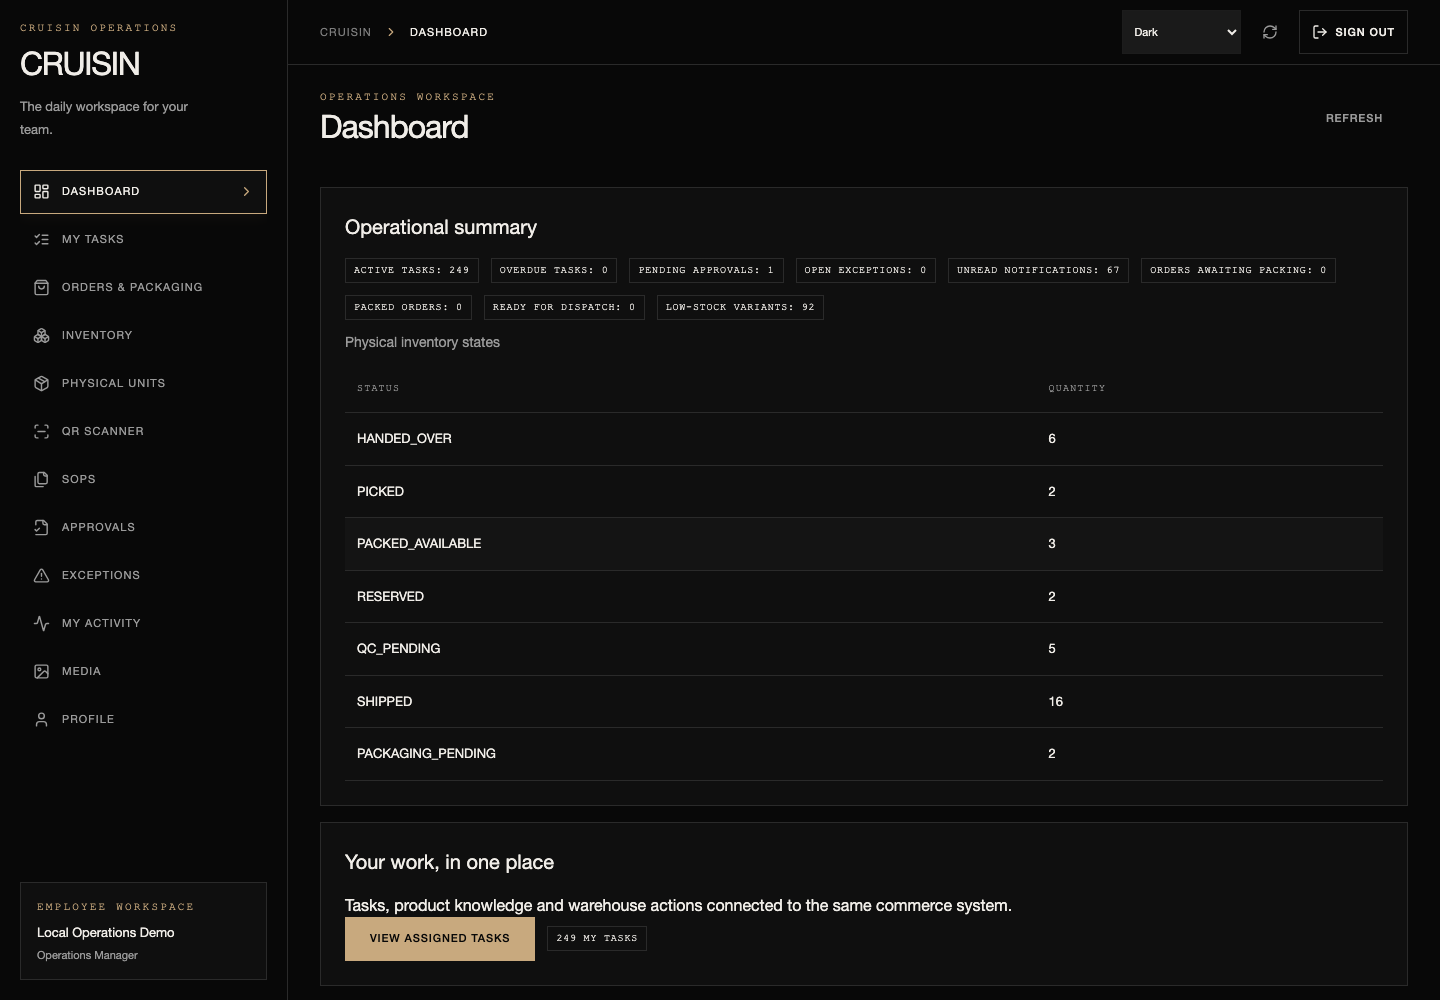 CRUISIN OPERATIONS
CRUISIN
The daily workspace for your
team.
DASHBOARD
MY TASKS
ORDERS & PACKAGING
INVENTORY
PHYSICAL UNITS
QR SCANNER
SOPS
APPROVALS
EXCEPTIONS
MY ACTIVITY
MEDIA
PROFILE
EMPLOYEE WORKSPACE
Local Operations Demo
Operations Manager
CRUISIN > DASHBOARD
Dark
SIGN OUT
OPERATIONS WORKSPACE
Dashboard
REFRESH
Operational summary
ACTIVE TASKS: 249 OVERDUE TASKS: 0 PENDING APPROVALS: 1 OPEN EXCEPTIONS: 0 UNREAD NOTIFICATIONS: 67 ORDERS AWAITING PACKING: 0
PACKED ORDERS: 0 READY FOR DISPATCH: 0 LOW-STOCK VARIANTS: 92
Physical inventory states
STATUS QUANTITY
HANDED_OVER 6
PICKED 2
PACKED_AVAILABLE 3
RESERVED 2
QC_PENDING 5
SHIPPED 16
PACKAGING_PENDING 2
Your work, in one place
Tasks, product knowledge and warehouse actions connected to the same commerce system.
VIEW ASSIGNED TASKS 249 MY TASKS